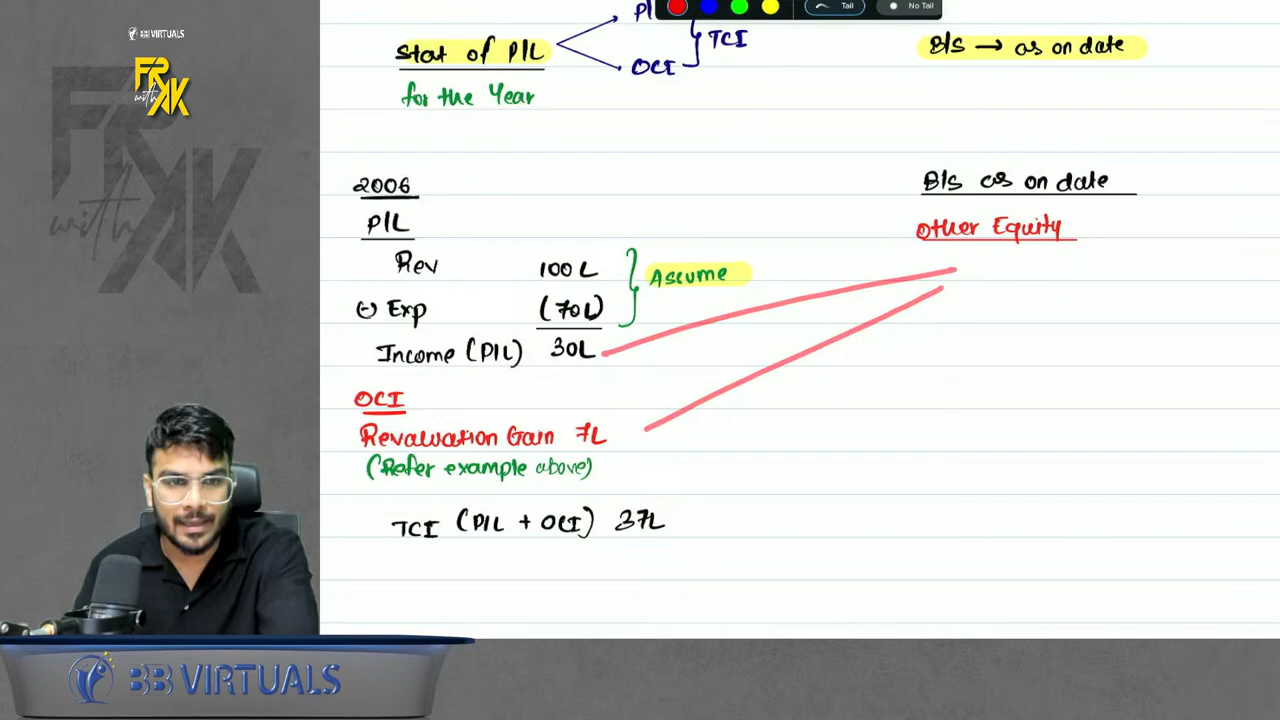 BB VIRTUALS
FR
with
KK
Tail
No Tail
Stat of P/L
P/
OCI
TCI
for the Year
B/S → as on date
2006
P/L
Rev 100L
(-) Exp (70L)
Assume
Income (P/L) 30L
OCI
Revaluation Gain 7L
(Refer example above)
TCI (P/L + OCI) 37L
B/S as on date
Other Equity
BB VIRTUALS